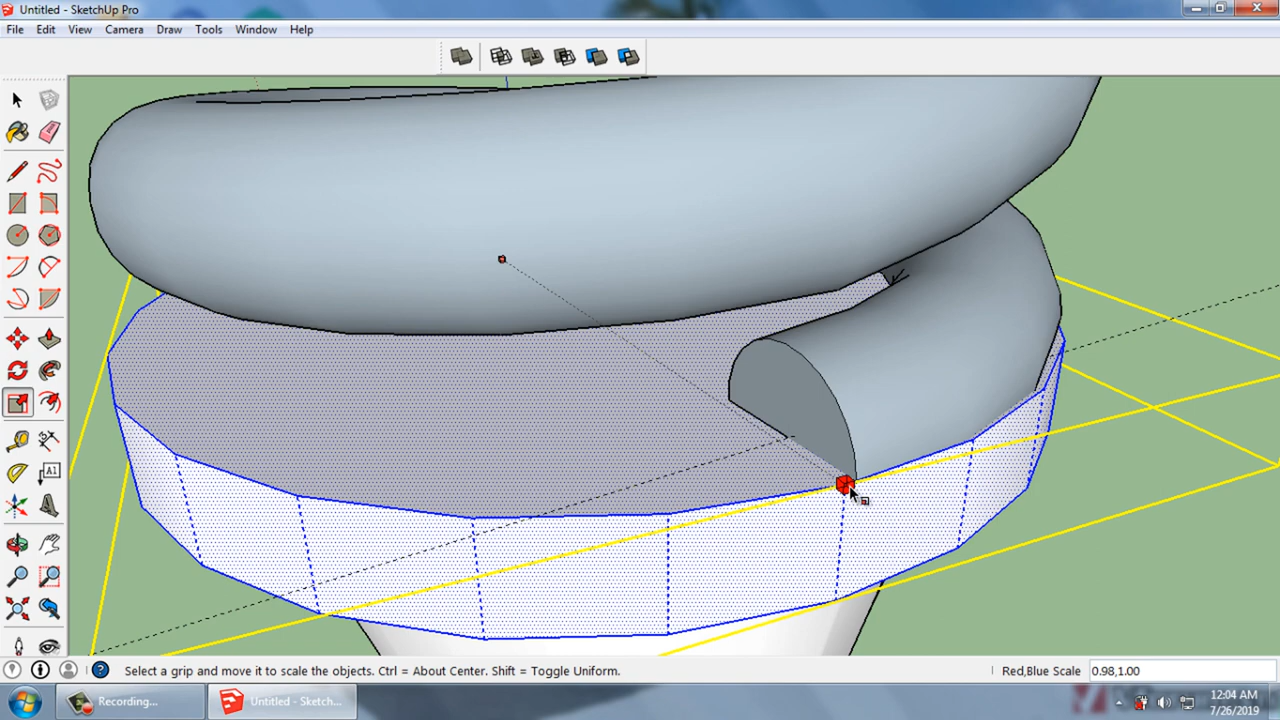 Untitled - SketchUp Pro
File Edit View Camera Draw Tools Window Help
A1
Select a grip and move it to scale the objects. Ctrl = About Center. Shift = Toggle Uniform.
Red,Blue Scale 0.98,1.00
Recording...
Untitled - Sketch...
12:04 AM
7/26/2019